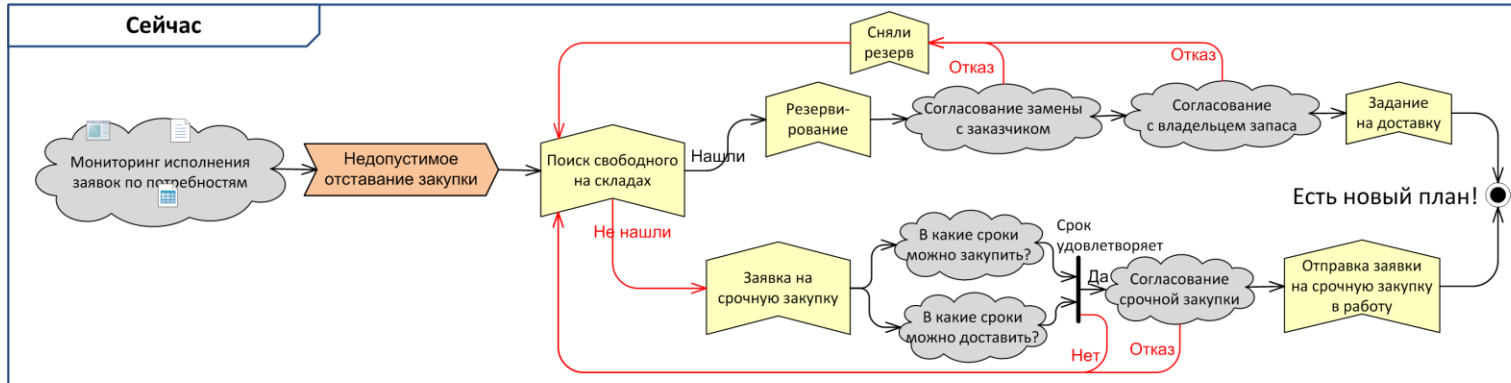 Сейчас
Сняли
резерв
Отказ
Отказ
Резерви-
рование
Согласование замены
с заказчиком
Согласование
с владельцем запаса
Задание
на доставку
Мониторинг исполнения
заявок по потребностям
Недопустимое
отставание закупки
Поиск свободного
на складах
Нашли
Есть новый план!
Не нашли
В какие сроки
можно закупить?
Срок
удовлетворяет
Заявка на
срочную закупку
Да
Согласование
срочной закупки
Отправка заявки
на срочную закупку
в работу
В какие сроки
можно доставить?
Нет
Отказ